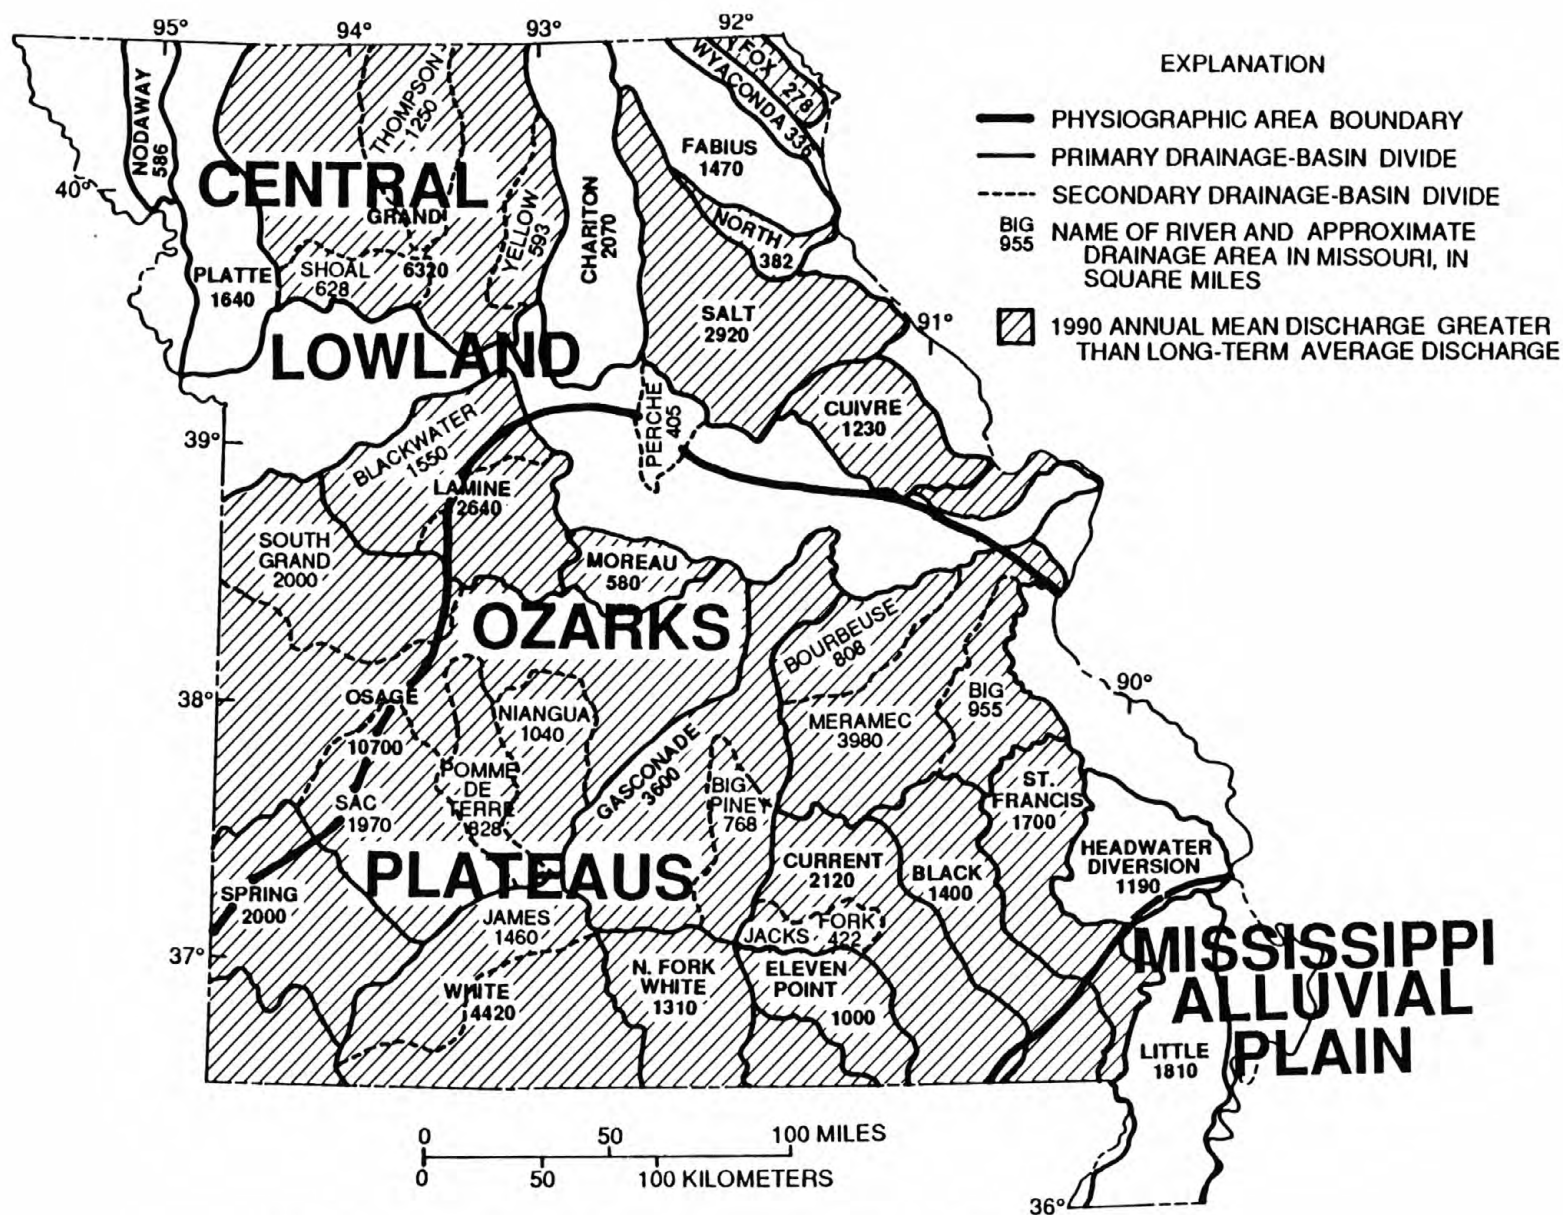 95°
94°
93°
92°
NODAWAY
586
THOMPSON
1250
FOX 278
WYACONDA 336
FABIUS
1470
40°
CENTRAL
GRAND
6320
YELLOW
593
CHARITON
2070
NORTH
382
PLATTE
1640
SHOAL
628
SALT
2920
91°
LOWLAND
PERCHE
405
CUIVRE
1230
39°
BLACKWATER
1550
LAMINE
2640
SOUTH
GRAND
2000
MOREAU
580
OZARKS
BOURBEUSE
808
38°
OSAGE
10700
NIANGUA
1040
MERAMEC
3980
BIG
955
90°
POMME
DE
TERRE
828
GASCONADE
3600
BIG
PINEY
768
ST.
FRANCIS
1700
SAC
1970
PLATEAUS
CURRENT
2120
BLACK
1400
HEADWATER
DIVERSION
1190
SPRING
2000
JAMES
1460
JACKS FORK
422
37°
WHITE
4420
N. FORK
WHITE
1310
ELEVEN
POINT
1000
MISSISSIPPI
ALLUVIAL
PLAIN
LITTLE
1810
36°
EXPLANATION
PHYSIOGRAPHIC AREA BOUNDARY
PRIMARY DRAINAGE-BASIN DIVIDE
SECONDARY DRAINAGE-BASIN DIVIDE
BIG
955
NAME OF RIVER AND APPROXIMATE
DRAINAGE AREA IN MISSOURI, IN
SQUARE MILES
1990 ANNUAL MEAN DISCHARGE GREATER
THAN LONG-TERM AVERAGE DISCHARGE
0 50 100 MILES
0 50 100 KILOMETERS